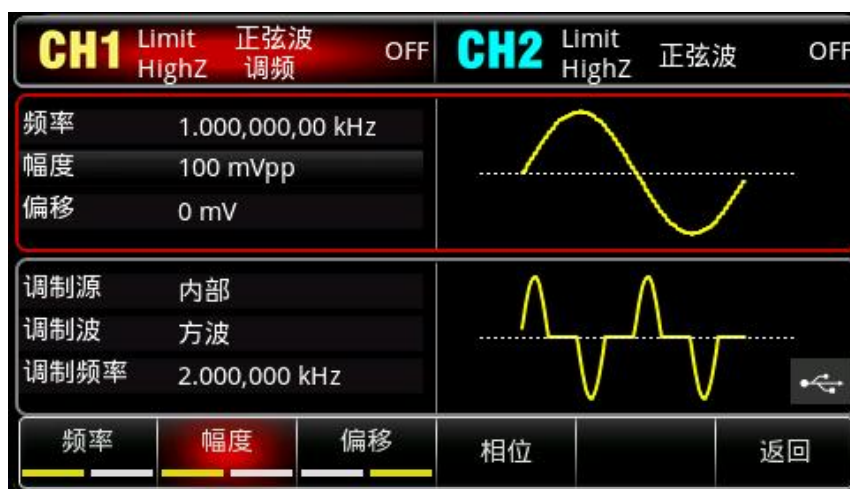 CH1 Limit 正弦波 OFF CH2 Limit 正弦波 OFF
HighZ 调频 HighZ
频率 1.000,000,00 kHz
幅度 100 mVpp
偏移 0 mV
调制源 内部
调制波 方波
调制频率 2.000,000 kHz
频率 幅度 偏移 相位 返回